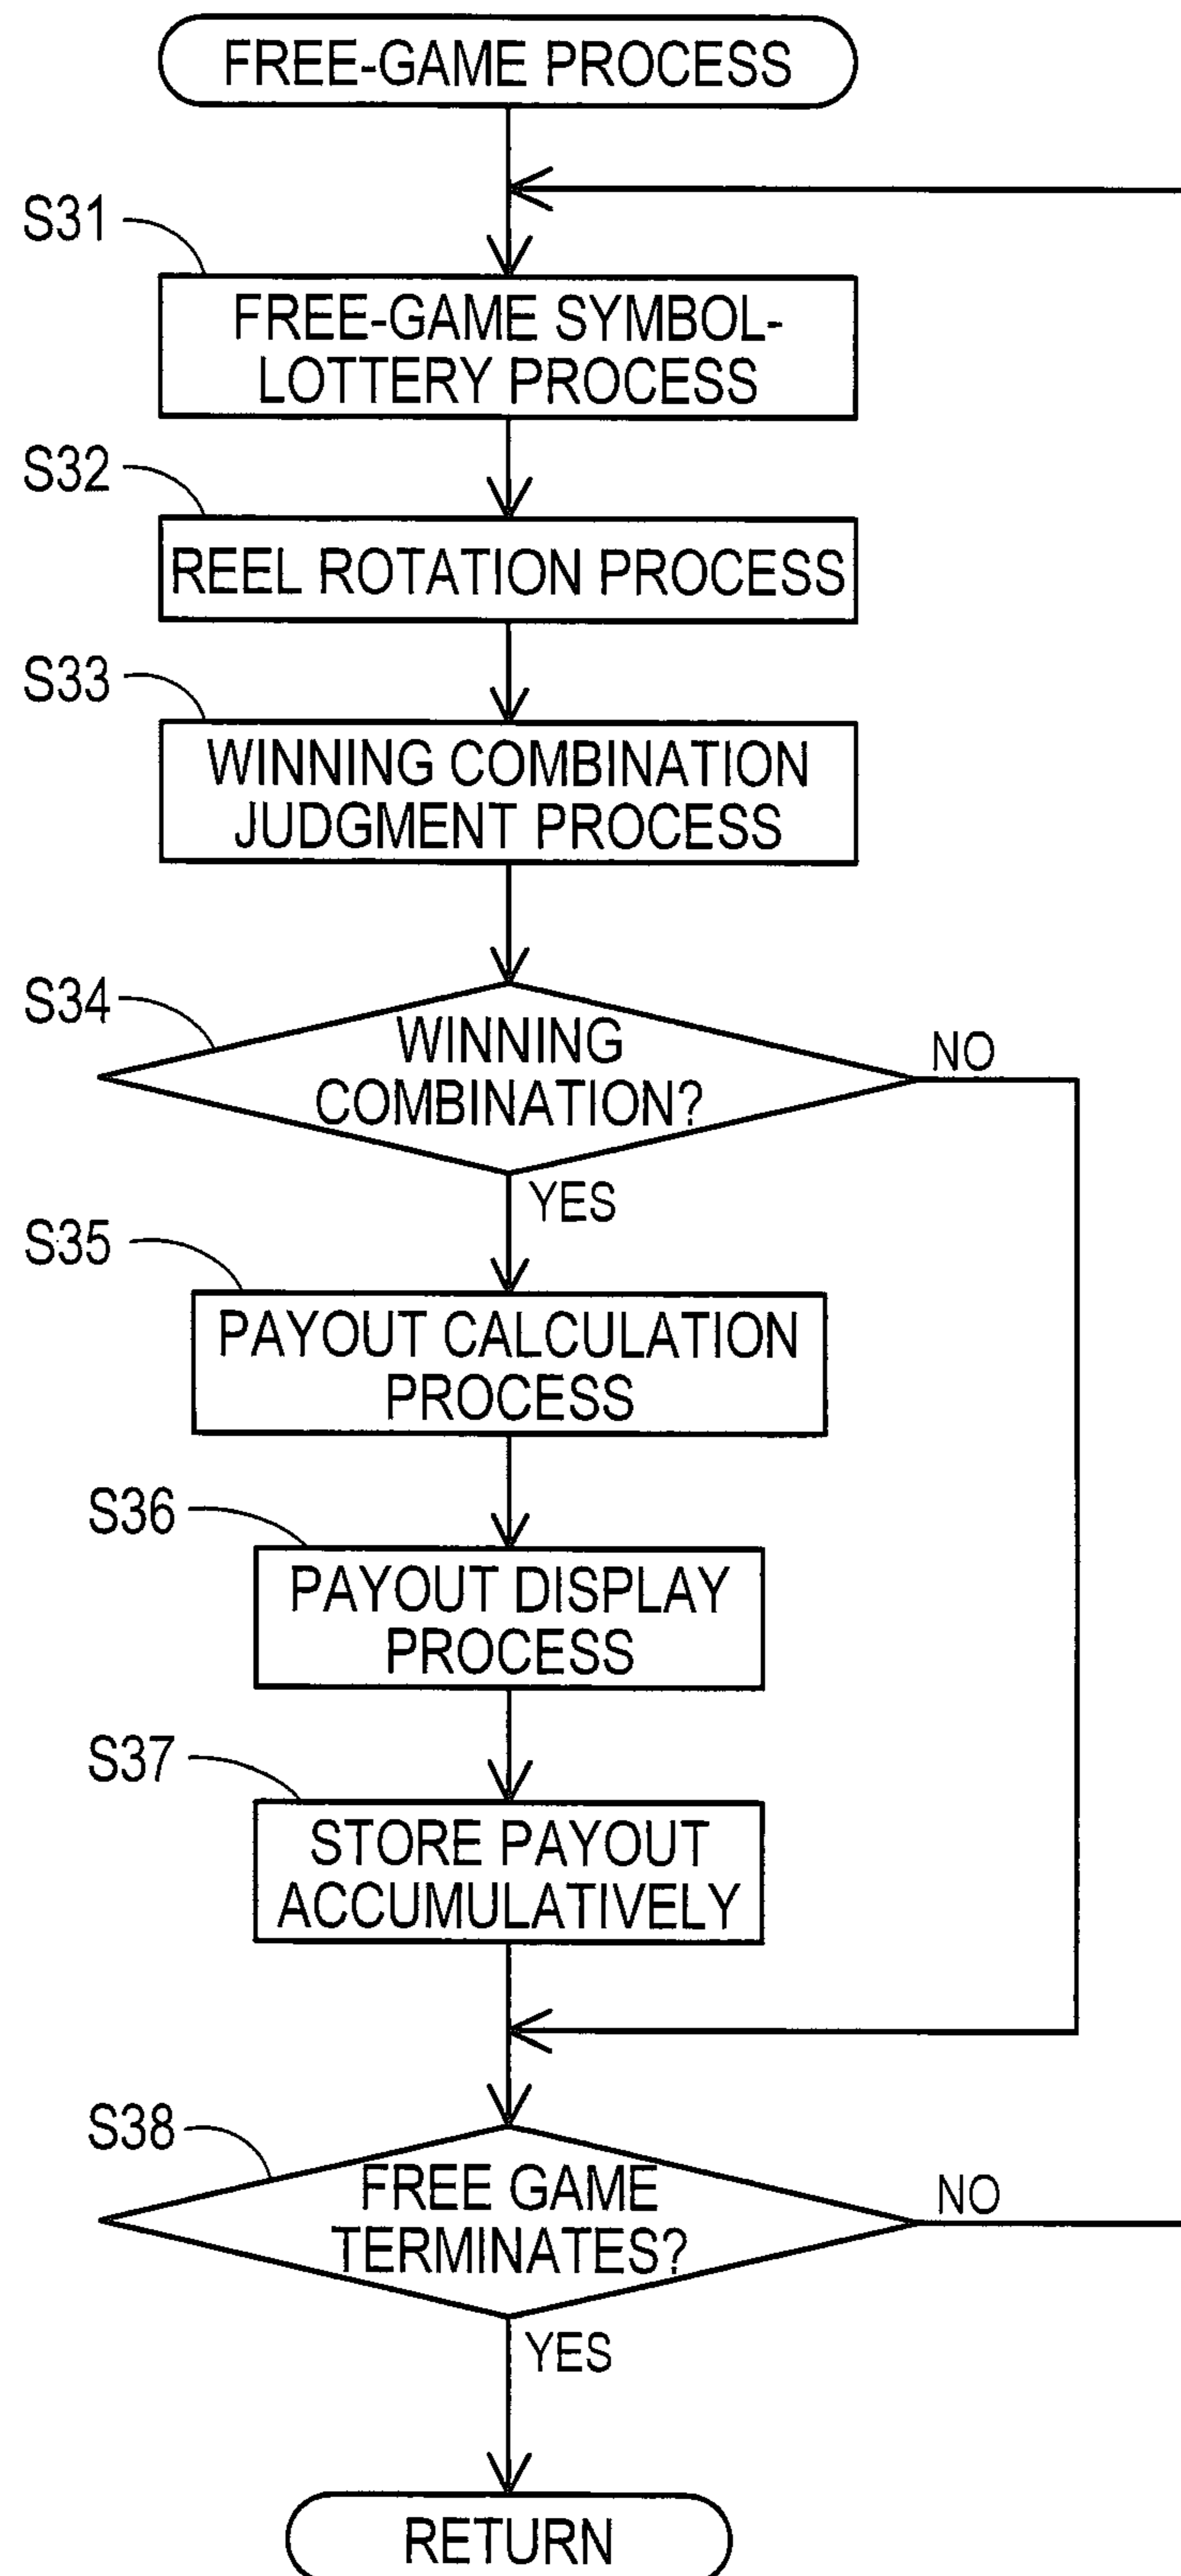 FREE-GAME PROCESS
S31
FREE-GAME SYMBOL-
LOTTERY PROCESS
S32
REEL ROTATION PROCESS
S33
WINNING COMBINATION
JUDGMENT PROCESS
S34
WINNING
COMBINATION?
NO
YES
S35
PAYOUT CALCULATION
PROCESS
S36
PAYOUT DISPLAY
PROCESS
S37
STORE PAYOUT
ACCUMULATIVELY
S38
FREE GAME
TERMINATES?
NO
YES
RETURN